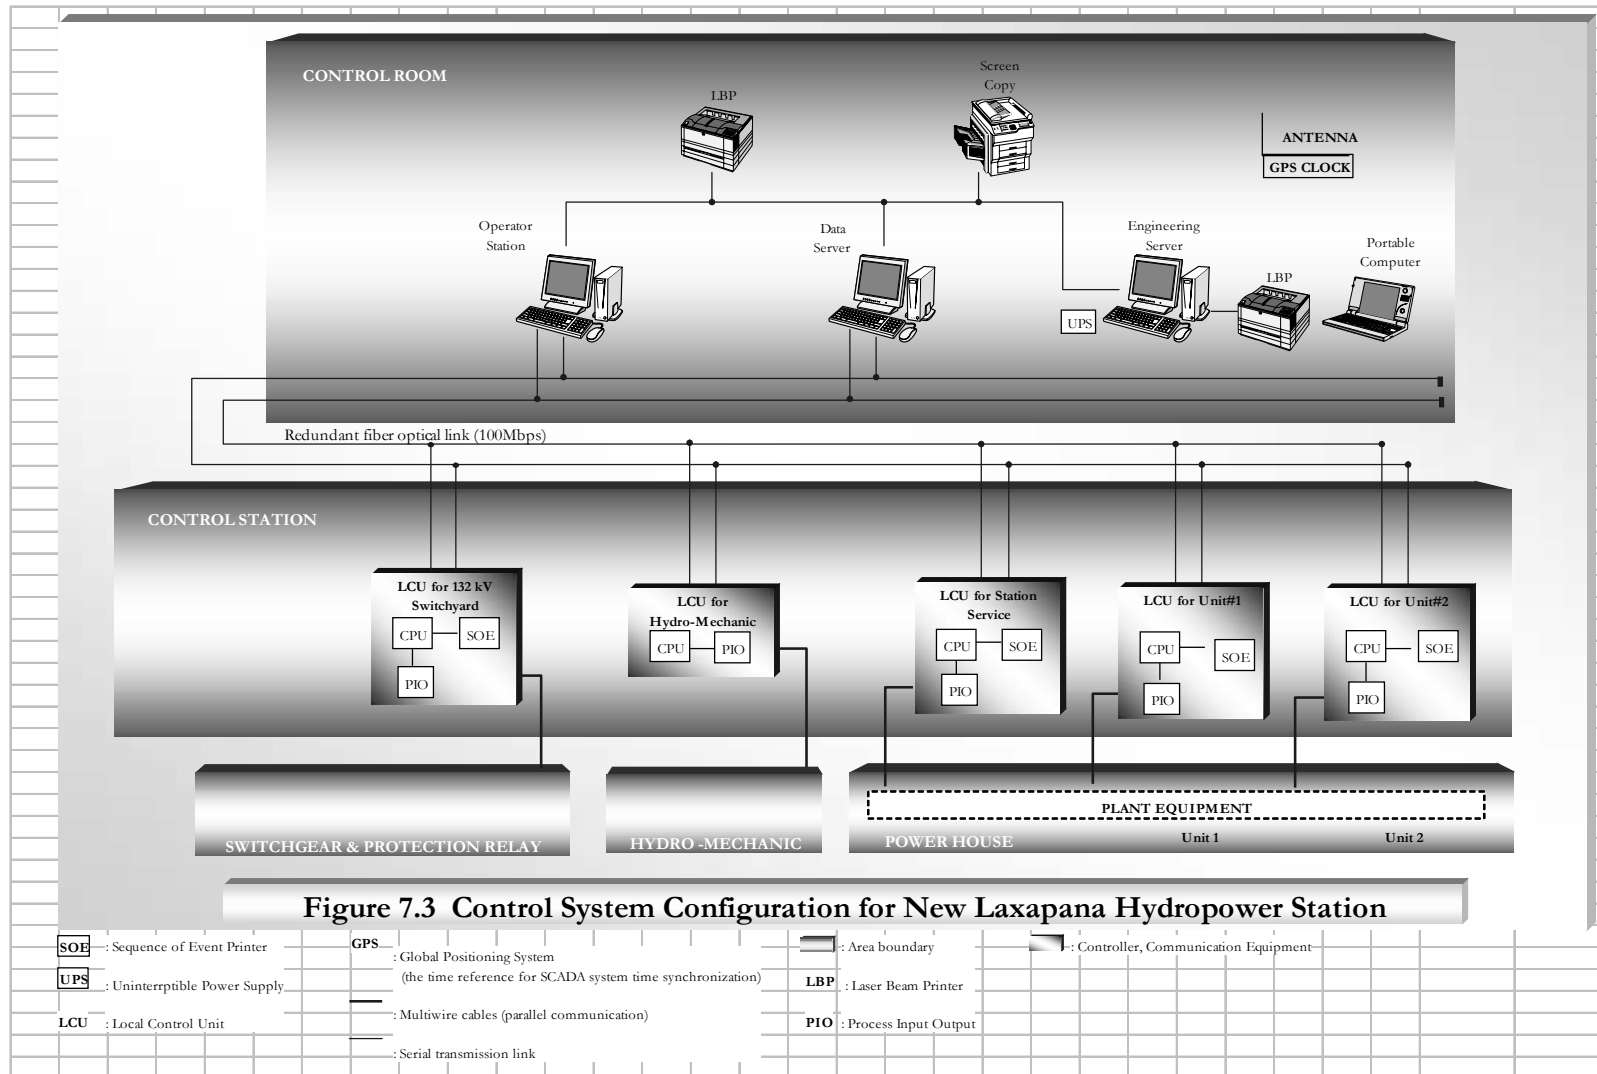 CONTROL ROOM
Screen
Copy
LBP
ANTENNA
GPS CLOCK
Operator
Station
Data
Server
Engineering
Server
Portable
Computer
LBP
UPS
Redundant fiber optical link (100Mbps)
CONTROL STATION
LCU for 132 kV
Switchyard
CPU
SOE
PIO
LCU for
Hydro-Mechanic
CPU
PIO
LCU for Station
Service
CPU
SOE
PIO
LCU for Unit#1
CPU
SOE
PIO
LCU for Unit#2
CPU
SOE
PIO
SWITCHGEAR & PROTECTION RELAY
HYDRO -MECHANIC
PLANT EQUIPMENT
POWER HOUSE
Unit 1
Unit 2
Figure 7.3 Control System Configuration for New Laxapana Hydropower Station
SOE : Sequence of Event Printer
UPS : Uninterrptible Power Supply
LCU : Local Control Unit
GPS : Global Positioning System
(the time reference for SCADA system time synchronization)
: Multiwire cables (parallel communication)
: Serial transmission link
: Area boundary
LBP : Laser Beam Printer
PIO : Process Input Output
: Controller, Communication Equipment